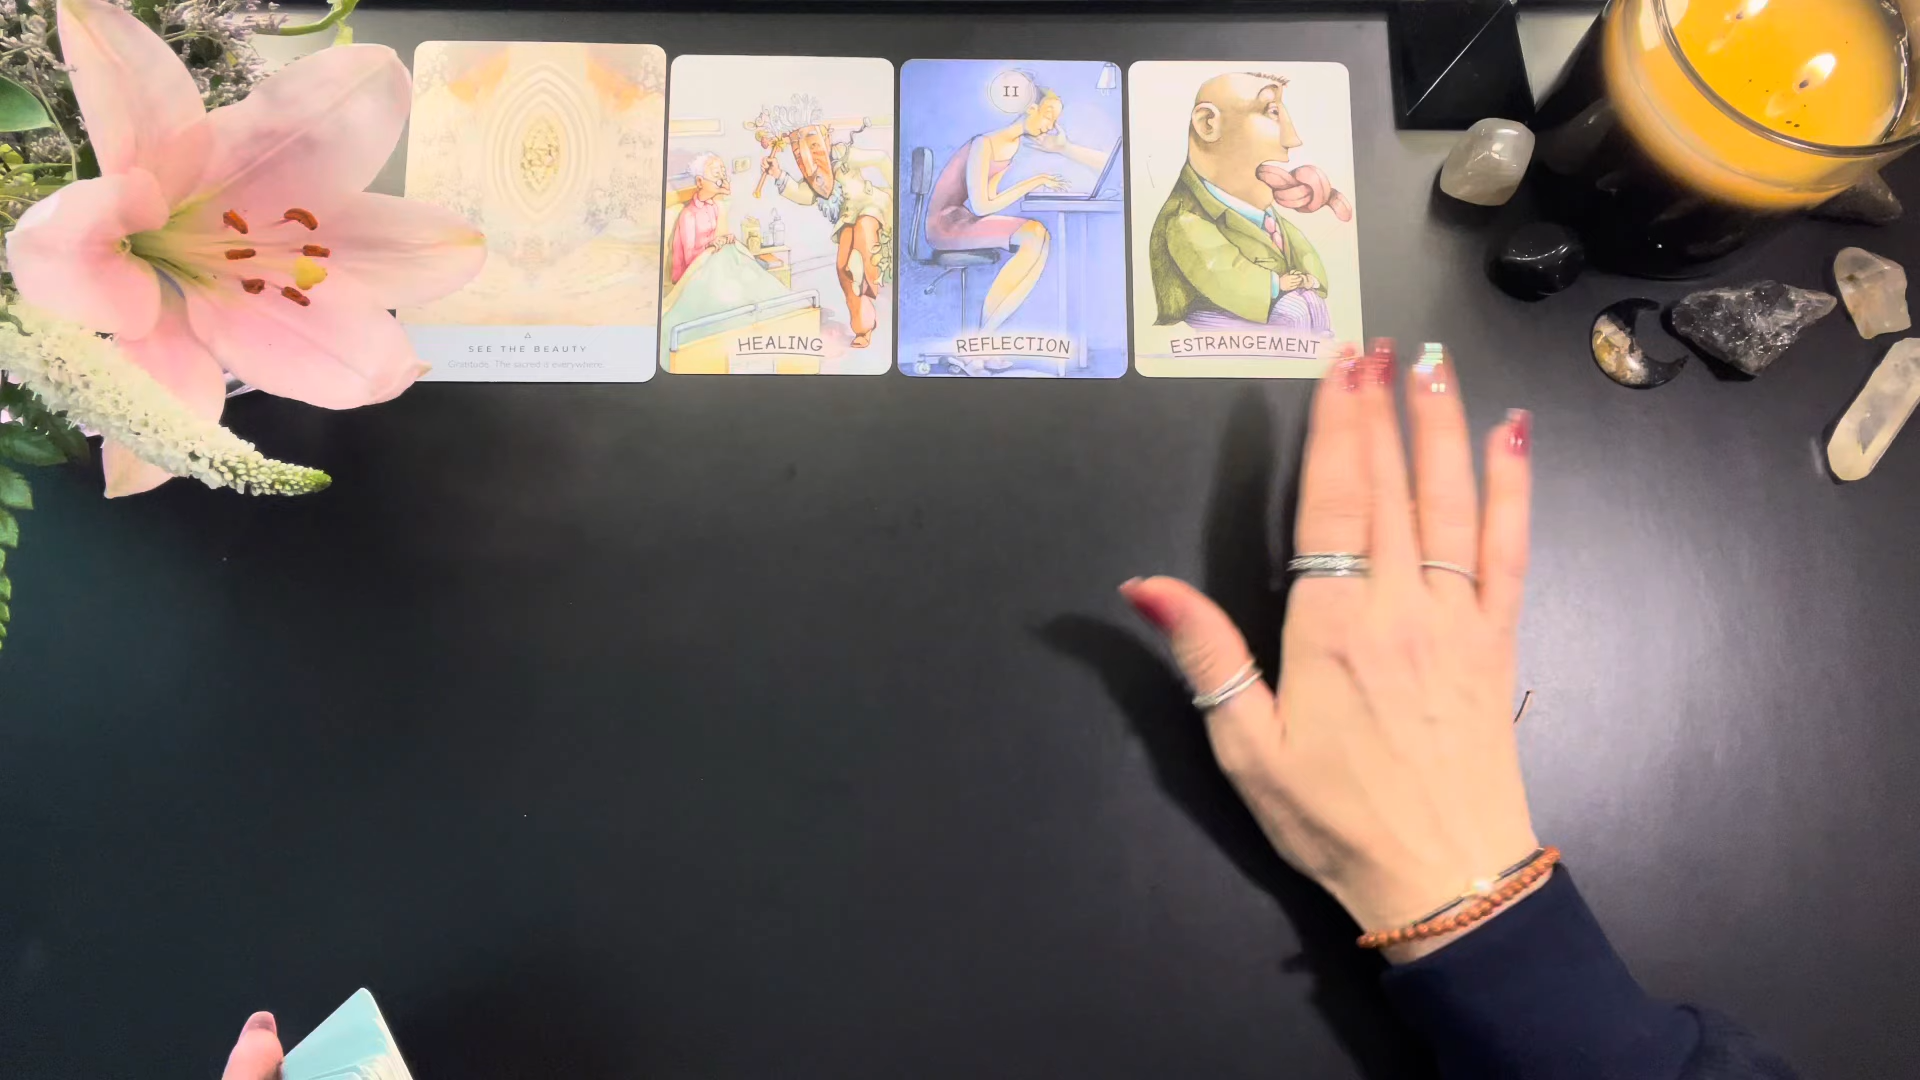 SEE THE BEAUTY
Gratitude. The sacred is everywhere.
HEALING
II
REFLECTION
ESTRANGEMENT